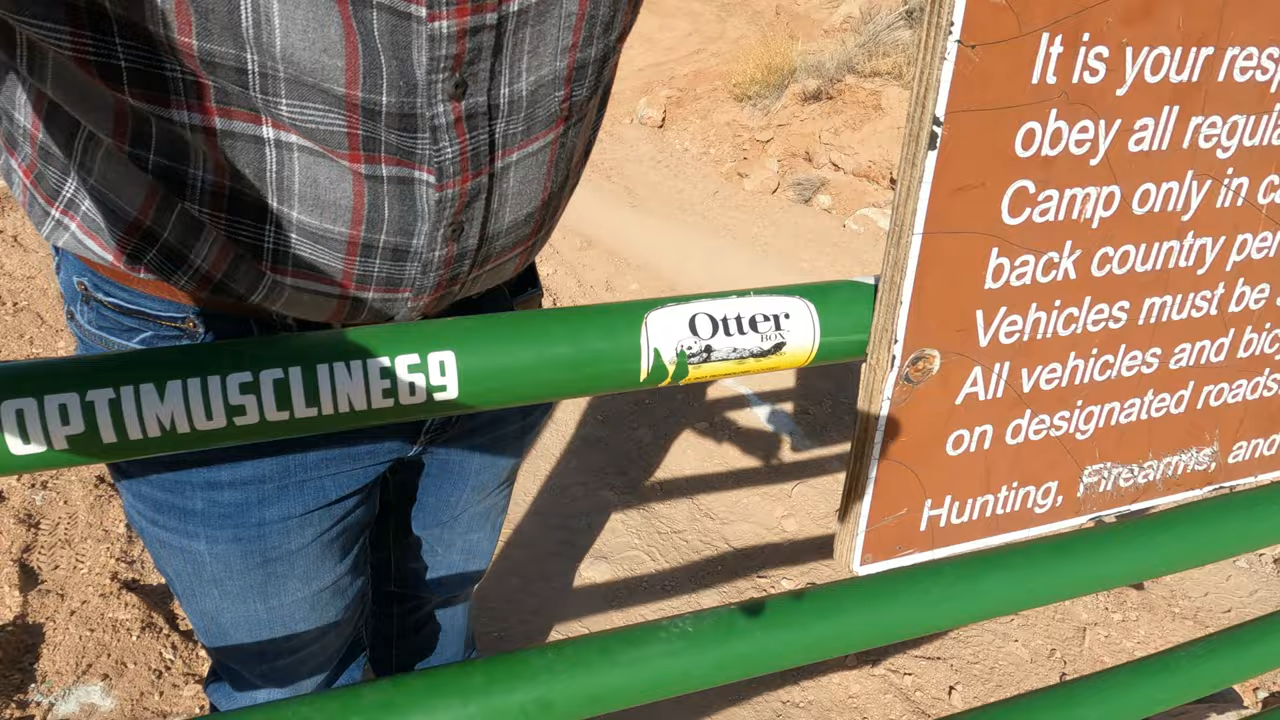 OPTIMUSCLINE69
Otter
BOX
It is your resp
obey all regula
Camp only in c
back country per
Vehicles must be
All vehicles and bic
on designated roads
Hunting, Firearms, and